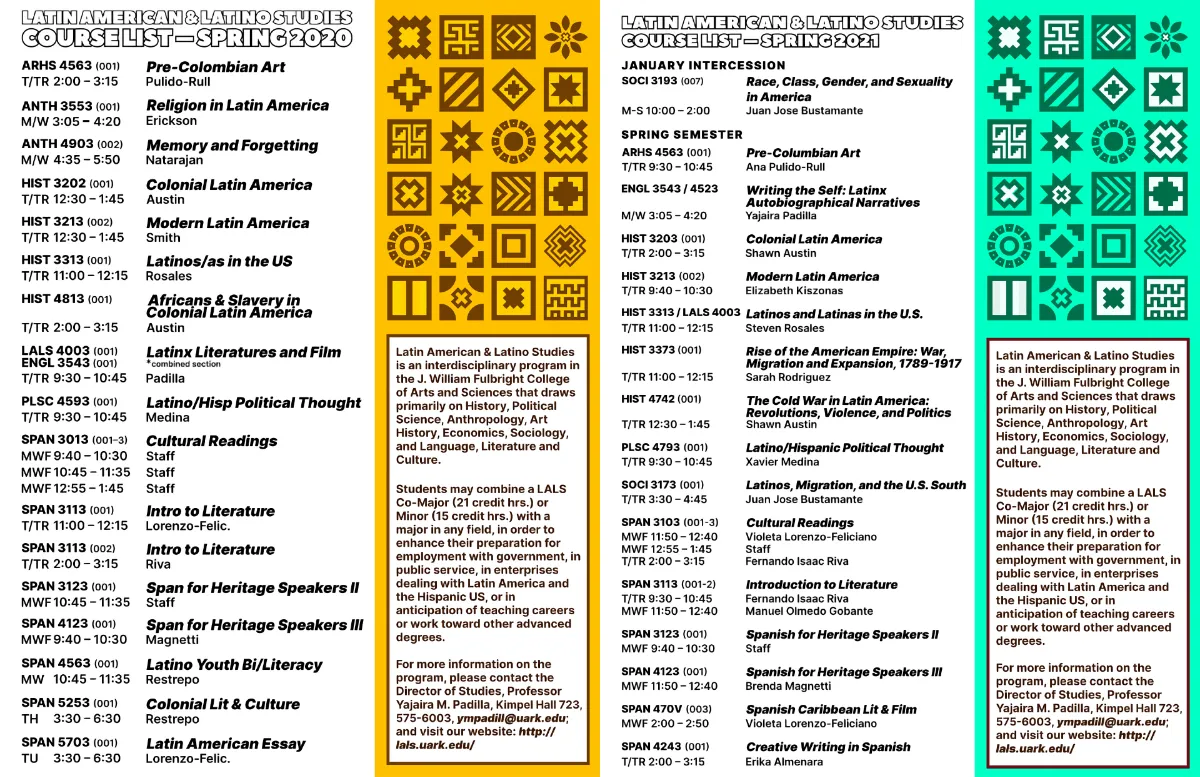 LATIN AMERICAN & LATINO STUDIES
COURSE LIST — SPRING 2020
ARHS 4563 (001) Pre-Colombian Art
T/TR 2:00 – 3:15 Pulido-Rull
ANTH 3553 (001) Religion in Latin America
M/W 3:05 – 4:20 Erickson
ANTH 4903 (002) Memory and Forgetting
M/W 4:35 – 5:50 Natarajan
HIST 3202 (001) Colonial Latin America
T/TR 12:30 – 1:45 Austin
HIST 3213 (002) Modern Latin America
T/TR 12:30 – 1:45 Smith
HIST 3313 (001) Latinos/as in the US
T/TR 11:00 – 12:15 Rosales
HIST 4813 (001) Africans & Slavery in
Colonial Latin America
T/TR 2:00 – 3:15 Austin
LALS 4003 (001) Latinx Literatures and Film
ENGL 3543 (001) *combined section
T/TR 9:30 – 10:45 Padilla
PLSC 4593 (001) Latino/Hisp Political Thought
T/TR 9:30 – 10:45 Medina
SPAN 3013 (001–3) Cultural Readings
MWF 9:40 – 10:30 Staff
MWF 10:45 – 11:35 Staff
MWF 12:55 – 1:45 Staff
SPAN 3113 (001) Intro to Literature
T/TR 11:00 – 12:15 Lorenzo-Felic.
SPAN 3113 (002) Intro to Literature
T/TR 2:00 – 3:15 Riva
SPAN 3123 (001) Span for Heritage Speakers II
MWF 10:45 – 11:35 Staff
SPAN 4123 (001) Span for Heritage Speakers III
MWF 9:40 – 10:30 Magnetti
SPAN 4563 (001) Latino Youth Bi/Literacy
MW 10:45 – 11:35 Restrepo
SPAN 5253 (001) Colonial Lit & Culture
TH 3:30 – 6:30 Restrepo
SPAN 5703 (001) Latin American Essay
TU 3:30 – 6:30 Lorenzo-Felic.
Latin American & Latino Studies
is an interdisciplinary program in
the J. William Fulbright College
of Arts and Sciences that draws
primarily on History, Political
Science, Anthropology, Art
History, Economics, Sociology,
and Language, Literature and
Culture.
Students may combine a LALS
Co-Major (21 credit hrs.) or
Minor (15 credit hrs.) with a
major in any field, in order to
enhance their preparation for
employment with government, in
public service, in enterprises
dealing with Latin America and
the Hispanic US, or in
anticipation of teaching careers
or work toward other advanced
degrees.
For more information on the
program, please contact the
Director of Studies, Professor
Yajaira M. Padilla, Kimpel Hall 723,
575-6003, ympadill@uark.edu;
and visit our website: http://
lals.uark.edu/
LATIN AMERICAN & LATINO STUDIES
COURSE LIST — SPRING 2021
JANUARY INTERCESSION
SOCI 3193 (007) Race, Class, Gender, and Sexuality
in America
M-S 10:00 – 2:00 Juan Jose Bustamante
SPRING SEMESTER
ARHS 4563 (001) Pre-Columbian Art
T/TR 9:30 – 10:45 Ana Pulido-Rull
ENGL 3543 / 4523 Writing the Self: Latinx
Autobiographical Narratives
M/W 3:05 – 4:20 Yajaira Padilla
HIST 3203 (001) Colonial Latin America
T/TR 2:00 – 3:15 Shawn Austin
HIST 3213 (002) Modern Latin America
T/TR 9:40 – 10:30 Elizabeth Kiszonas
HIST 3313 / LALS 4003 Latinos and Latinas in the U.S.
T/TR 11:00 – 12:15 Steven Rosales
HIST 3373 (001) Rise of the American Empire: War,
Migration and Expansion, 1789-1917
T/TR 11:00 – 12:15 Sarah Rodriguez
HIST 4742 (001) The Cold War in Latin America:
Revolutions, Violence, and Politics
T/TR 12:30 – 1:45 Shawn Austin
PLSC 4793 (001) Latino/Hispanic Political Thought
T/TR 9:30 – 10:45 Xavier Medina
SOCI 3173 (001) Latinos, Migration, and the U.S. South
T/TR 3:30 – 4:45 Juan Jose Bustamante
SPAN 3103 (001-3) Cultural Readings
MWF 11:50 – 12:40 Violeta Lorenzo-Feliciano
MWF 12:55 – 1:45 Staff
T/TR 2:00 – 3:15 Fernando Isaac Riva
SPAN 3113 (001-2) Introduction to Literature
T/TR 9:30 – 10:45 Fernando Isaac Riva
MWF 11:50 – 12:40 Manuel Olmedo Gobante
SPAN 3123 (001) Spanish for Heritage Speakers II
MWF 9:40 – 10:30 Staff
SPAN 4123 (001) Spanish for Heritage Speakers III
MWF 11:50 – 12:40 Brenda Magnetti
SPAN 470V (003) Spanish Caribbean Lit & Film
MWF 2:00 – 2:50 Violeta Lorenzo-Feliciano
SPAN 4243 (001) Creative Writing in Spanish
T/TR 2:00 – 3:15 Erika Almenara
Latin American & Latino Studies
is an interdisciplinary program in
the J. William Fulbright College
of Arts and Sciences that draws
primarily on History, Political
Science, Anthropology, Art
History, Economics, Sociology,
and Language, Literature and
Culture.
Students may combine a LALS
Co-Major (21 credit hrs.) or
Minor (15 credit hrs.) with a
major in any field, in order to
enhance their preparation for
employment with government, in
public service, in enterprises
dealing with Latin America and
the Hispanic US, or in
anticipation of teaching careers
or work toward other advanced
degrees.
For more information on the
program, please contact the
Director of Studies, Professor
Yajaira M. Padilla, Kimpel Hall 723,
575-6003, ympadill@uark.edu;
and visit our website: http://
lals.uark.edu/